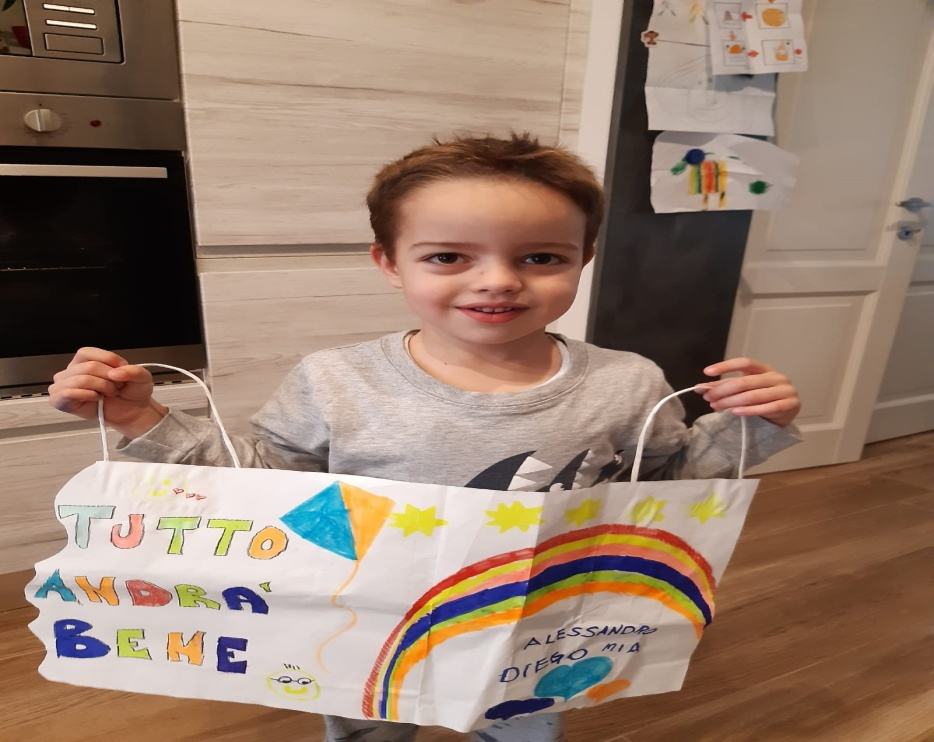 TUTTO
ANDRA'
BENE
ALESSANDRO
DIEGO MIA